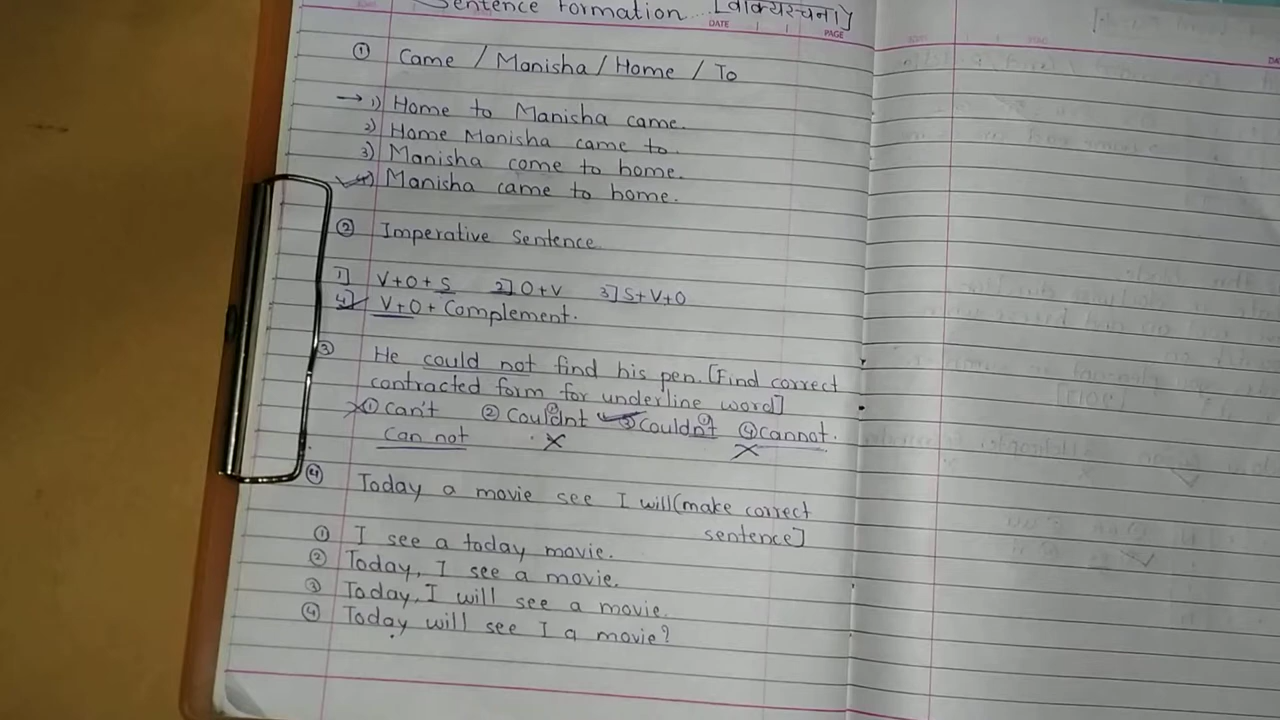 Sentence Formation [वाक्यरचना]
DATE
PAGE
① Came / Manisha / Home / To
→ 1) Home to Manisha came.
2) Home Manisha came to.
3) Manisha come to home.
4) Manisha came to home.
② Imperative Sentence.
1] V+O+S 2] O+V 3] S+V+O
4] V+O + Complement.
③ He could not find his pen. [Find correct
contracted form for underline word]
① Can't ② Could'nt ③ Couldn't ④ cannot.
Can not
④ Today a movie see I will (make correct
sentence]
① I see a today movie.
② Today, I see a movie.
③ Today, I will see a movie.
④ Today will see I a movie?